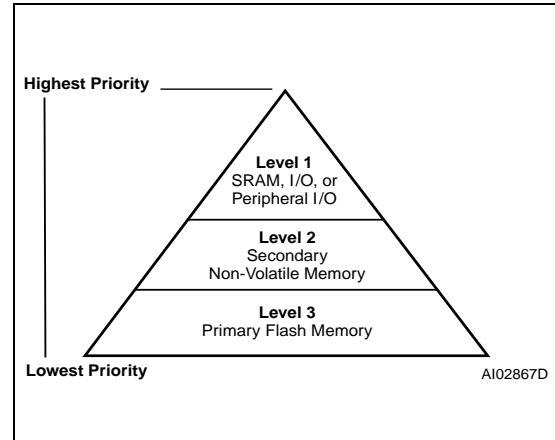 Highest Priority
Level 1
SRAM, I/O, or
Peripheral I/O
Level 2
Secondary
Non-Volatile Memory
Level 3
Primary Flash Memory
Lowest Priority
AI02867D